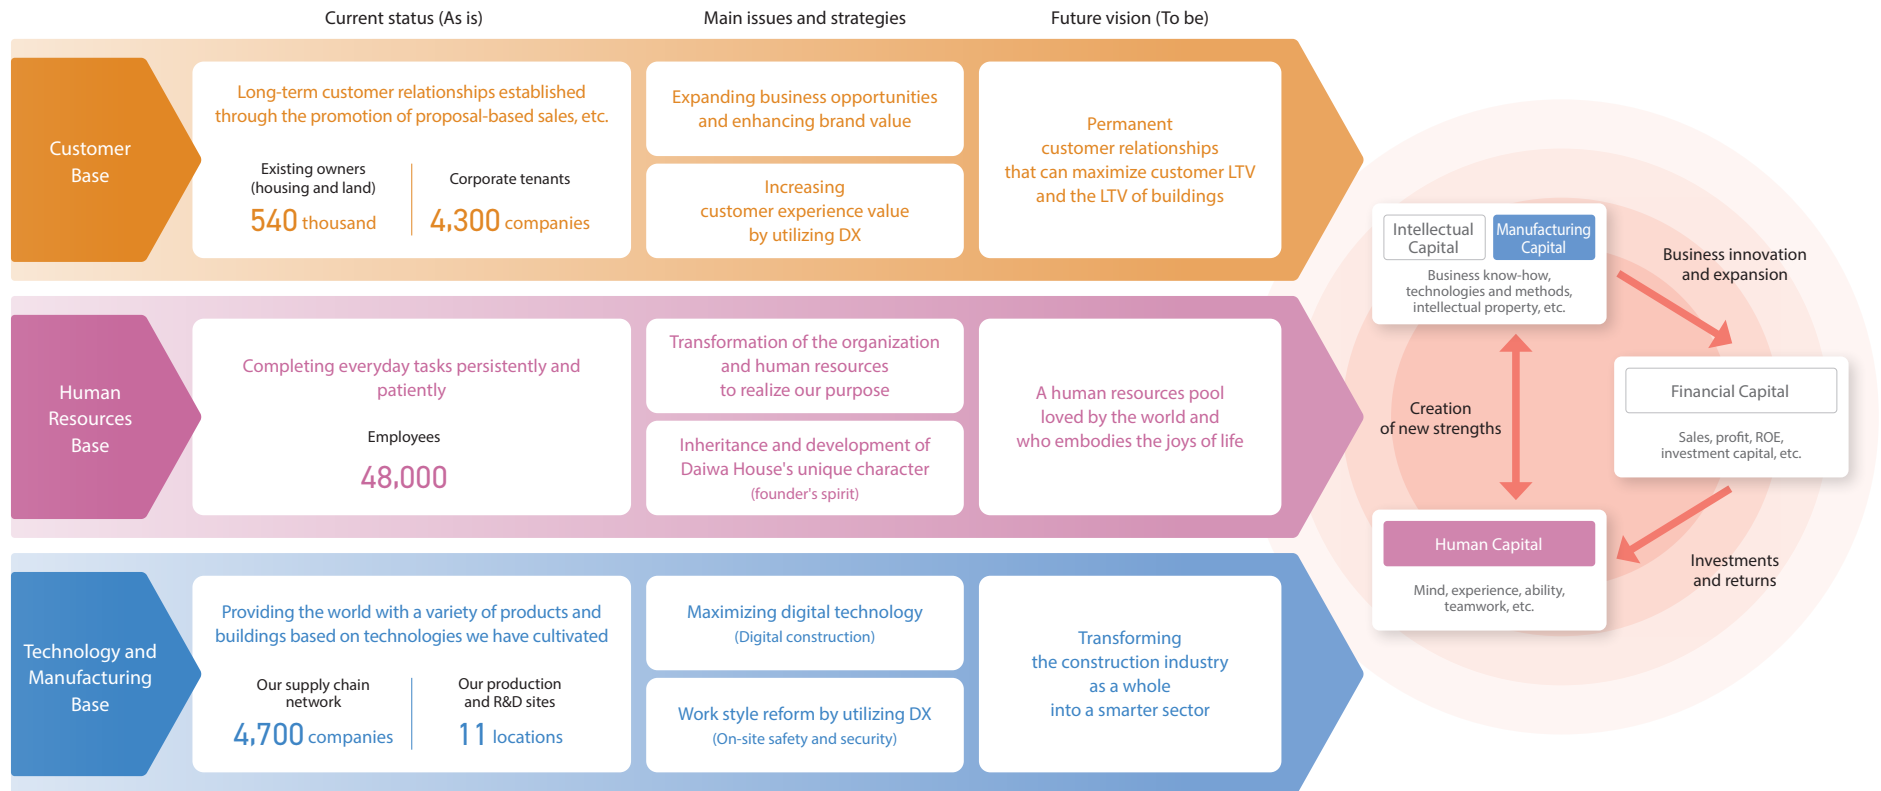 Current status (As is)
Main issues and strategies
Future vision (To be)
Customer
Base
Long-term customer relationships established
through the promotion of proposal-based sales, etc.
Existing owners
(housing and land)
540 thousand
Corporate tenants
4,300 companies
Expanding business opportunities
and enhancing brand value
Increasing
customer experience value
by utilizing DX
Permanent
customer relationships
that can maximize customer LTV
and the LTV of buildings
Human
Resources
Base
Completing everyday tasks persistently and
patiently
Employees
48,000
Transformation of the organization
and human resources
to realize our purpose
Inheritance and development of
Daiwa House's unique character
(founder's spirit)
A human resources pool
loved by the world and
who embodies the joys of life
Technology and
Manufacturing
Base
Providing the world with a variety of products and
buildings based on technologies we have cultivated
Our supply chain
network
4,700 companies
Our production
and R&D sites
11 locations
Maximizing digital technology
(Digital construction)
Work style reform by utilizing DX
(On-site safety and security)
Transforming
the construction industry
as a whole
into a smarter sector
Intellectual
Capital
Manufacturing
Capital
Business know-how,
technologies and methods,
intellectual property, etc.
Business innovation
and expansion
Financial Capital
Sales, profit, ROE,
investment capital, etc.
Creation
of new strengths
Human Capital
Mind, experience, ability,
teamwork, etc.
Investments
and returns